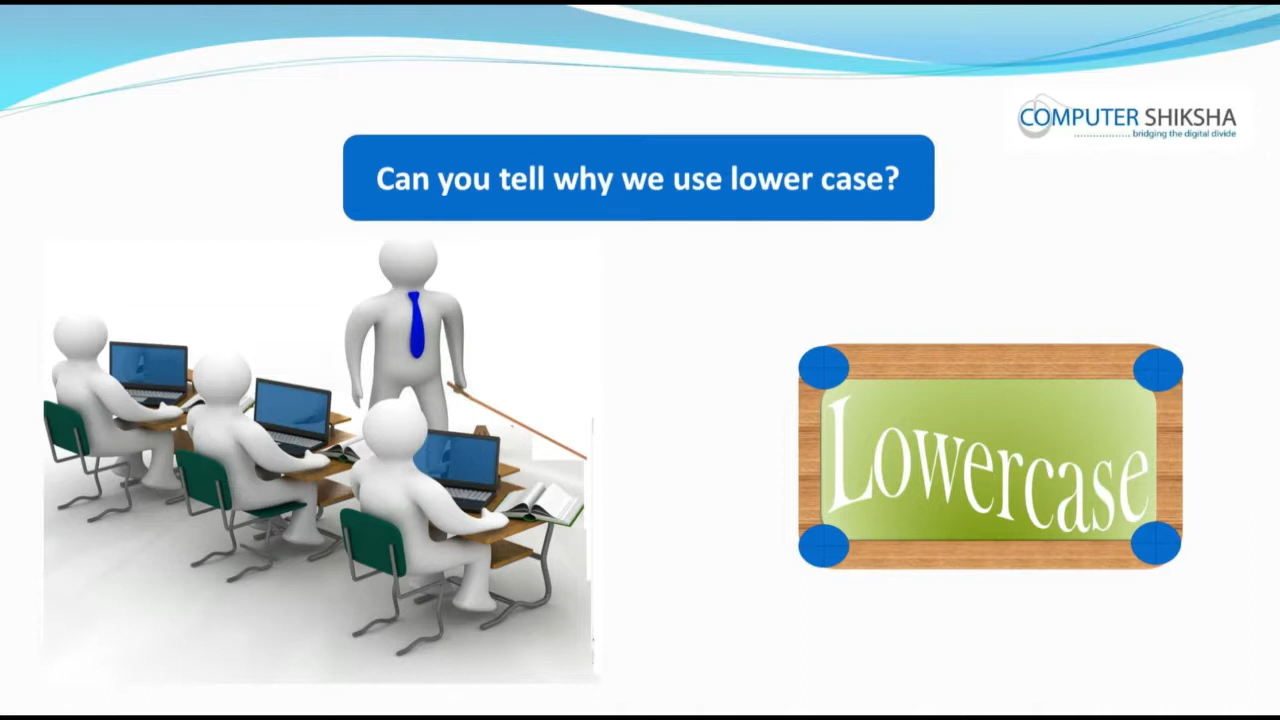 COMPUTER SHIKSHA
bridging the digital divide
Can you tell why we use lower case?
Lowercase